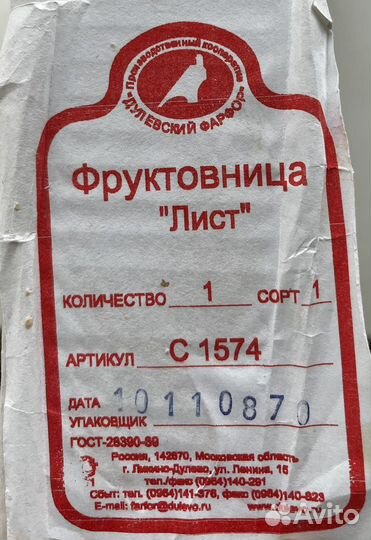 Производственный кооператив
"ДУЛЕВСКИЙ ФАРФОР"
Фруктовница
"Лист"
КОЛИЧЕСТВО 1 СОРТ 1
АРТИКУЛ С 1574
ДАТА 10110870
УПАКОВЩИК
ГОСТ-28390-89
Россия, 142670, Московская область
г. Ликино-Дулево, ул. Ленина, 15
тел./факс (0964)140-291
Сбыт: тел. (0964)141-376, факс (0964)140-823
E-mail: farfor@dulevo.ru
Avito